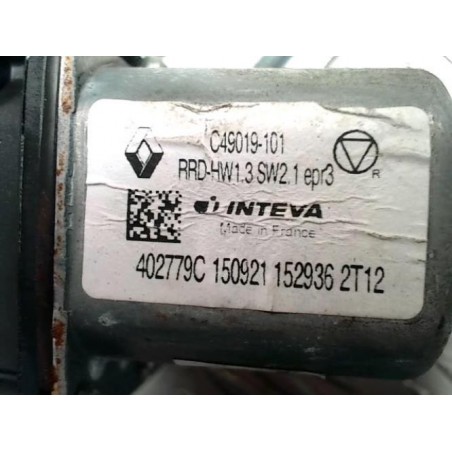 C49019-101
RRD-HW1.3 SW2.1 epr3
R
INTEVA
Made in France
402779C 150921 152936 2T12